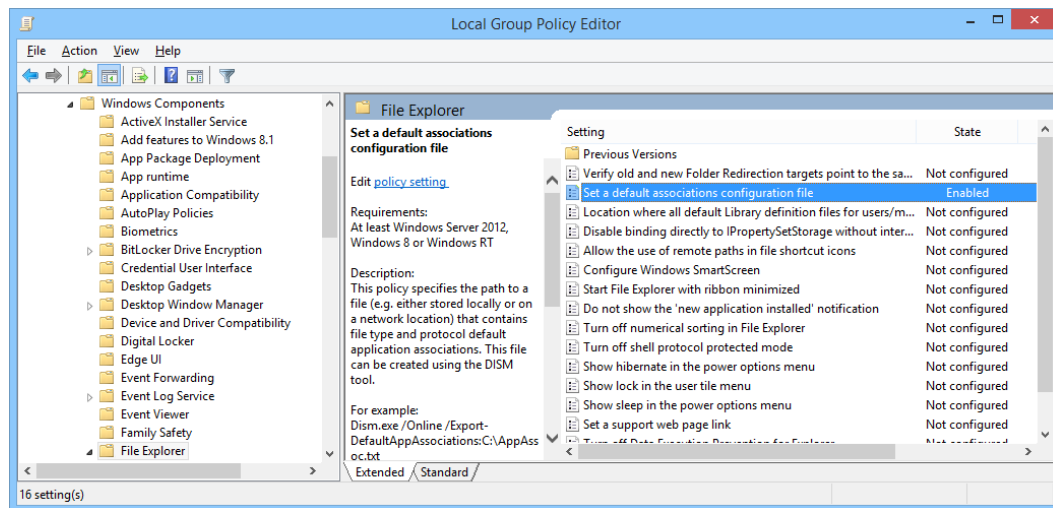 Local Group Policy Editor
File Action View Help
Windows Components
ActiveX Installer Service
Add features to Windows 8.1
App Package Deployment
App runtime
Application Compatibility
AutoPlay Policies
Biometrics
BitLocker Drive Encryption
Credential User Interface
Desktop Gadgets
Desktop Window Manager
Device and Driver Compatibility
Digital Locker
Edge UI
Event Forwarding
Event Log Service
Event Viewer
Family Safety
File Explorer
File Explorer
Set a default associations
configuration file
Edit policy setting
Requirements:
At least Windows Server 2012,
Windows 8 or Windows RT
Description:
This policy specifies the path to a
file (e.g. either stored locally or on
a network location) that contains
file type and protocol default
application associations. This file
can be created using the DISM
tool.
For example:
Dism.exe /Online /Export-
DefaultAppAssociations:C:\AppAss
oc.txt
Setting State
Previous Versions
Verify old and new Folder Redirection targets point to the sa... Not configured
Set a default associations configuration file Enabled
Location where all default Library definition files for users/m... Not configured
Disable binding directly to IPropertySetStorage without inter... Not configured
Allow the use of remote paths in file shortcut icons Not configured
Configure Windows SmartScreen Not configured
Start File Explorer with ribbon minimized Not configured
Do not show the 'new application installed' notification Not configured
Turn off numerical sorting in File Explorer Not configured
Turn off shell protocol protected mode Not configured
Show hibernate in the power options menu Not configured
Show lock in the user tile menu Not configured
Show sleep in the power options menu Not configured
Set a support web page link Not configured
Turn off Data Execution Prevention for Explorer Not configured
Extended Standard
16 setting(s)